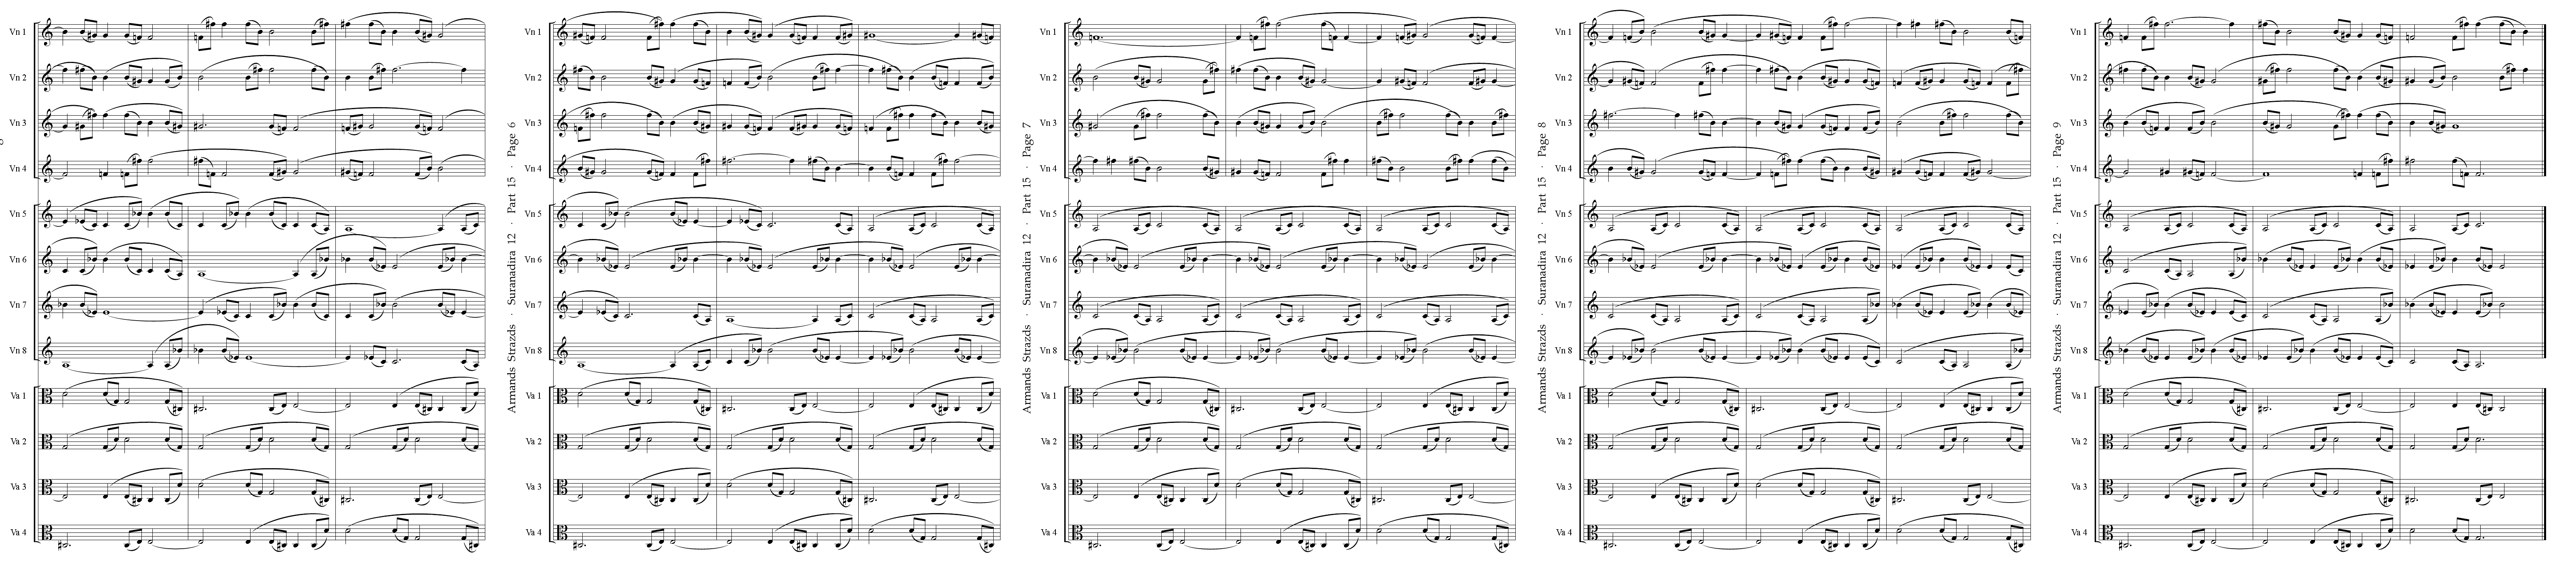 Vn 1
Vn 2
Vn 3
Vn 4
Vn 5
Vn 6
Vn 7
Vn 8
Va 1
Va 2
Va 3
Va 4
Armands Strazds · Suranadira 12 · Part 15 · Page 6
Vn 1
Vn 2
Vn 3
Vn 4
Vn 5
Vn 6
Vn 7
Vn 8
Va 1
Va 2
Va 3
Va 4
Armands Strazds · Suranadira 12 · Part 15 · Page 7
Vn 1
Vn 2
Vn 3
Vn 4
Vn 5
Vn 6
Vn 7
Vn 8
Va 1
Va 2
Va 3
Va 4
Armands Strazds · Suranadira 12 · Part 15 · Page 8
Vn 1
Vn 2
Vn 3
Vn 4
Vn 5
Vn 6
Vn 7
Vn 8
Va 1
Va 2
Va 3
Va 4
Armands Strazds · Suranadira 12 · Part 15 · Page 9
Vn 1
Vn 2
Vn 3
Vn 4
Vn 5
Vn 6
Vn 7
Vn 8
Va 1
Va 2
Va 3
Va 4